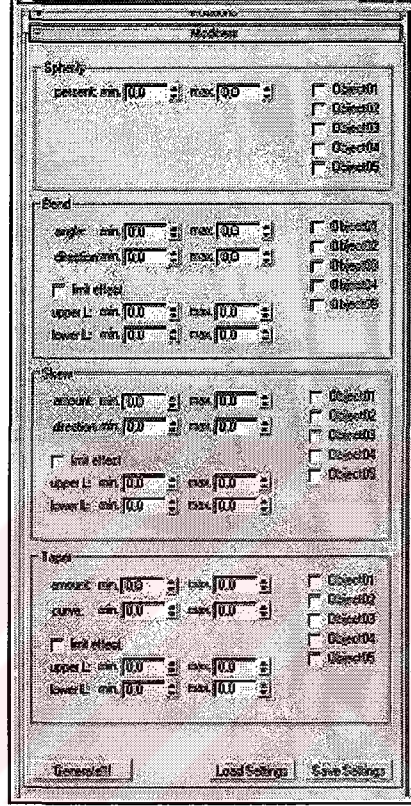 Modifiers
Spherify
percent: min. 0,0 max. 0,0
Object01
Object02
Object03
Object04
Object05
Bend
angle: min. 0,0 max. 0,0
direction: min. 0,0 max. 0,0
limit effect
upper L: min. 0,0 max. 0,0
lower L: min. 0,0 max. 0,0
Object01
Object02
Object03
Object04
Object05
Skew
amount: min. 0,0 max. 0,0
direction: min. 0,0 max. 0,0
limit effect
upper L: min. 0,0 max. 0,0
lower L: min. 0,0 max. 0,0
Object01
Object02
Object03
Object04
Object05
Taper
amount: min. 0,0 max. 0,0
curve: min. 0,0 max. 0,0
limit effect
upper L: min. 0,0 max. 0,0
lower L: min. 0,0 max. 0,0
Object01
Object02
Object03
Object04
Object05
Generate!!! Load Settings Save Settings